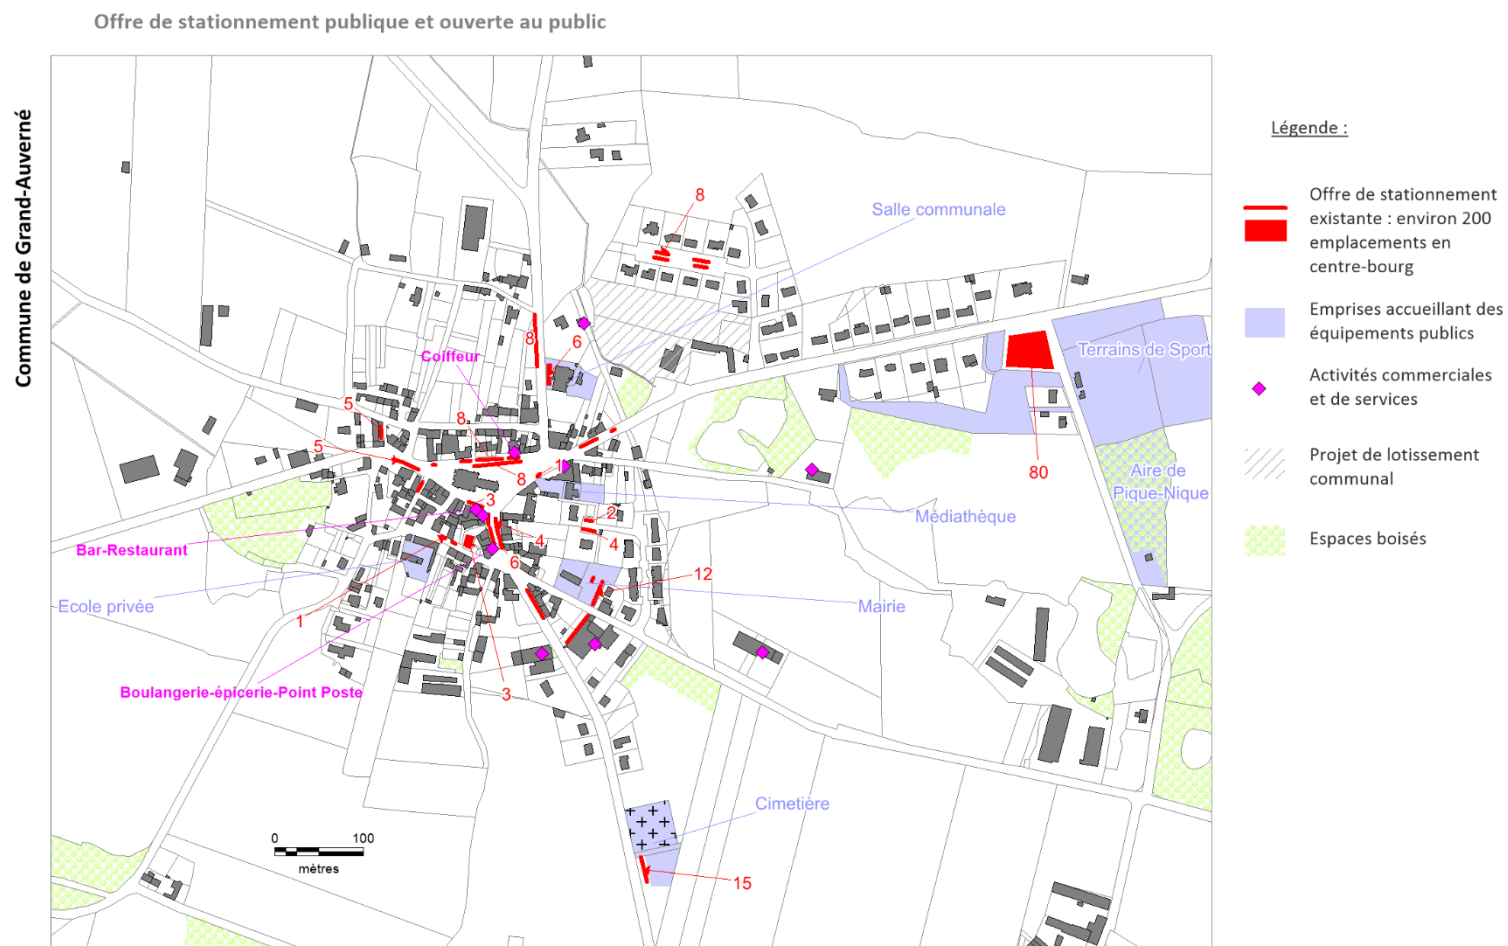 Offre de stationnement publique et ouverte au public
Commune de Grand-Auverné
Légende :
Offre de stationnement
existante : environ 200
emplacements en
centre-bourg
Emprises accueillant des
équipements publics
Activités commerciales
et de services
Projet de lotissement
communal
Espaces boisés
8
Salle communale
8
6
Coiffeur
Terrains de Sport
5
8
5
1
8
80
Aire de
Pique-Nique
3
2
Médiathèque
4
4
Bar-Restaurant
6
12
Ecole privée
Mairie
1
Boulangerie-épicerie-Point Poste
3
Cimetière
0
100
mètres
15